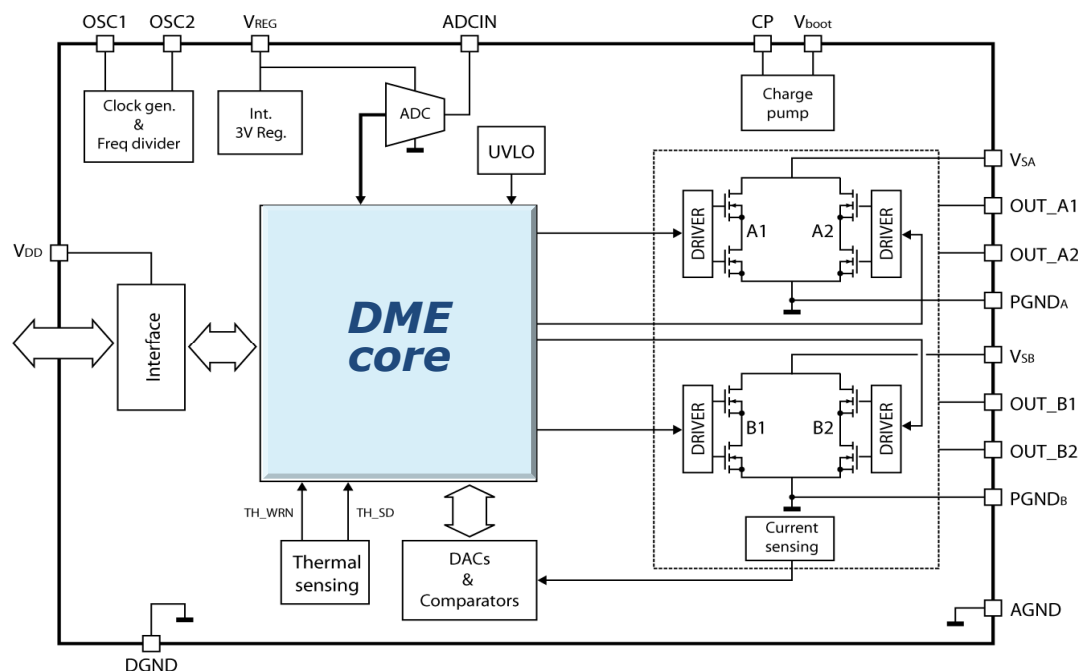 OSC1 OSC2 VREG ADCIN CP Vboot
Clock gen.
&
Freq divider
Int.
3V Reg.
ADC
Charge
pump
UVLO
VSA
OUT_A1
OUT_A2
PGNDA
DRIVER
A1 A2
DRIVER
VDD
Interface
DME
core
VSB
OUT_B1
OUT_B2
PGNDB
DRIVER
B1 B2
DRIVER
TH_WRN TH_SD
Thermal
sensing
DACs
&
Comparators
Current
sensing
AGND
DGND